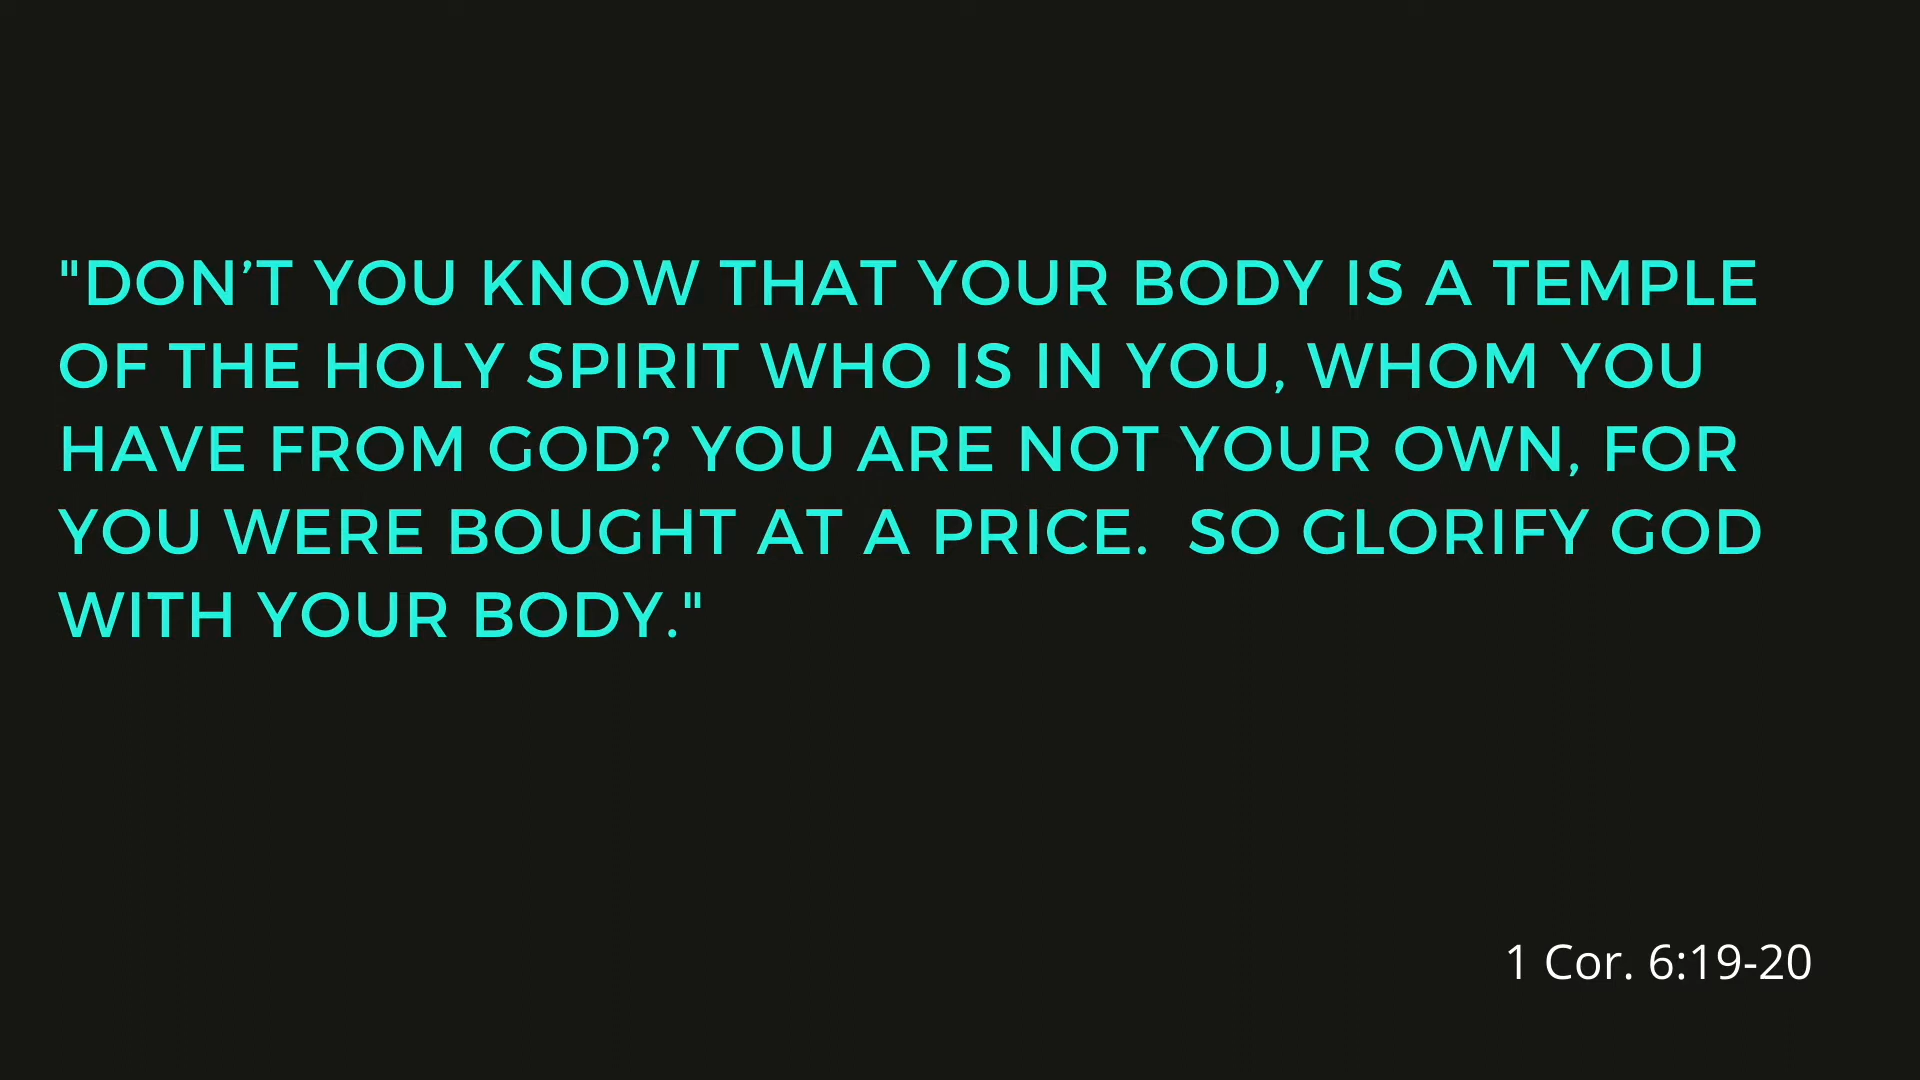 "DON’T YOU KNOW THAT YOUR BODY IS A TEMPLE
OF THE HOLY SPIRIT WHO IS IN YOU, WHOM YOU
HAVE FROM GOD? YOU ARE NOT YOUR OWN, FOR
YOU WERE BOUGHT AT A PRICE.  SO GLORIFY GOD
WITH YOUR BODY."
1 Cor. 6:19-20